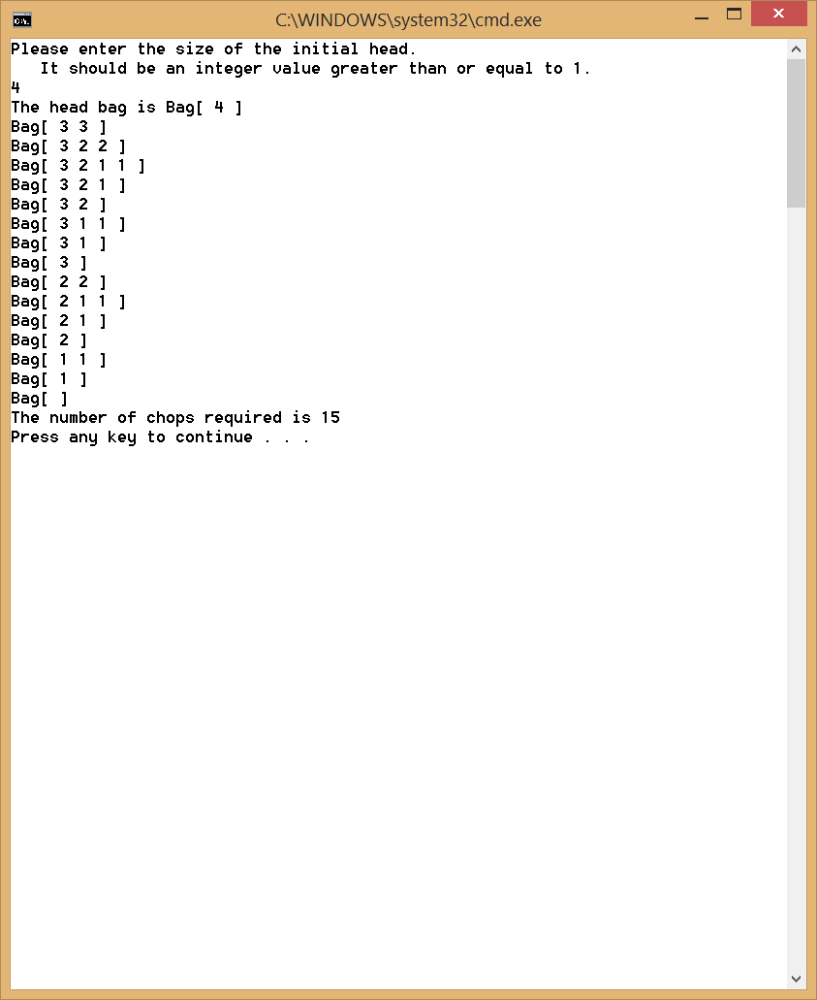 C:\WINDOWS\system32\cmd.exe
Please enter the size of the initial head.
   It should be an integer value greater than or equal to 1.
4
The head bag is Bag[ 4 ]
Bag[ 3 3 ]
Bag[ 3 2 2 ]
Bag[ 3 2 1 1 ]
Bag[ 3 2 1 ]
Bag[ 3 2 ]
Bag[ 3 1 1 ]
Bag[ 3 1 ]
Bag[ 3 ]
Bag[ 2 2 ]
Bag[ 2 1 1 ]
Bag[ 2 1 ]
Bag[ 2 ]
Bag[ 1 1 ]
Bag[ 1 ]
Bag[ ]
The number of chops required is 15
Press any key to continue . . .